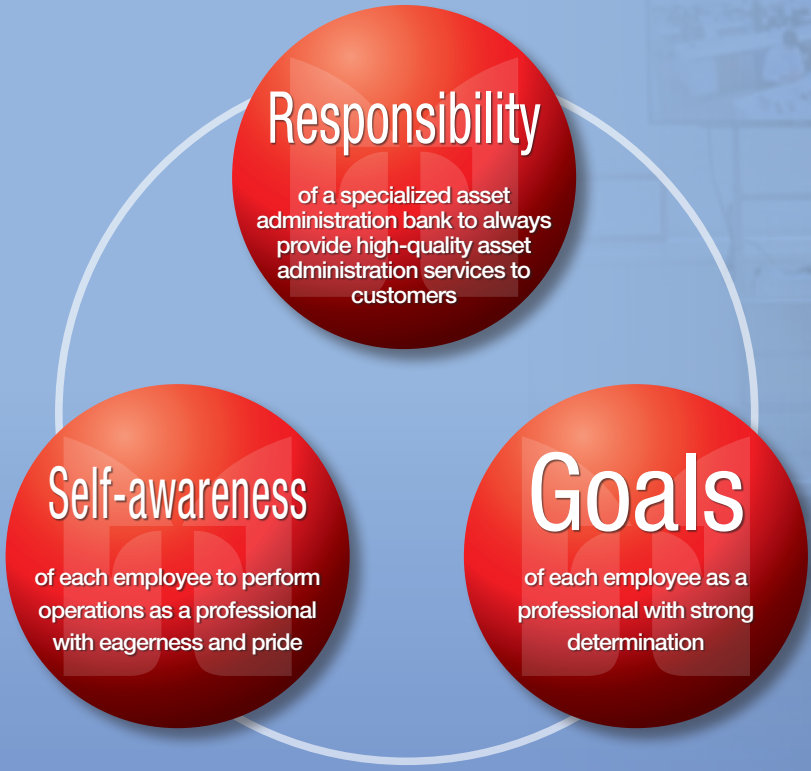 Responsibility
of a specialized asset
administration bank to always
provide high-quality asset
administration services to
customers
Self-awareness
of each employee to perform
operations as a professional
with eagerness and pride
Goals
of each employee as a
professional with strong
determination